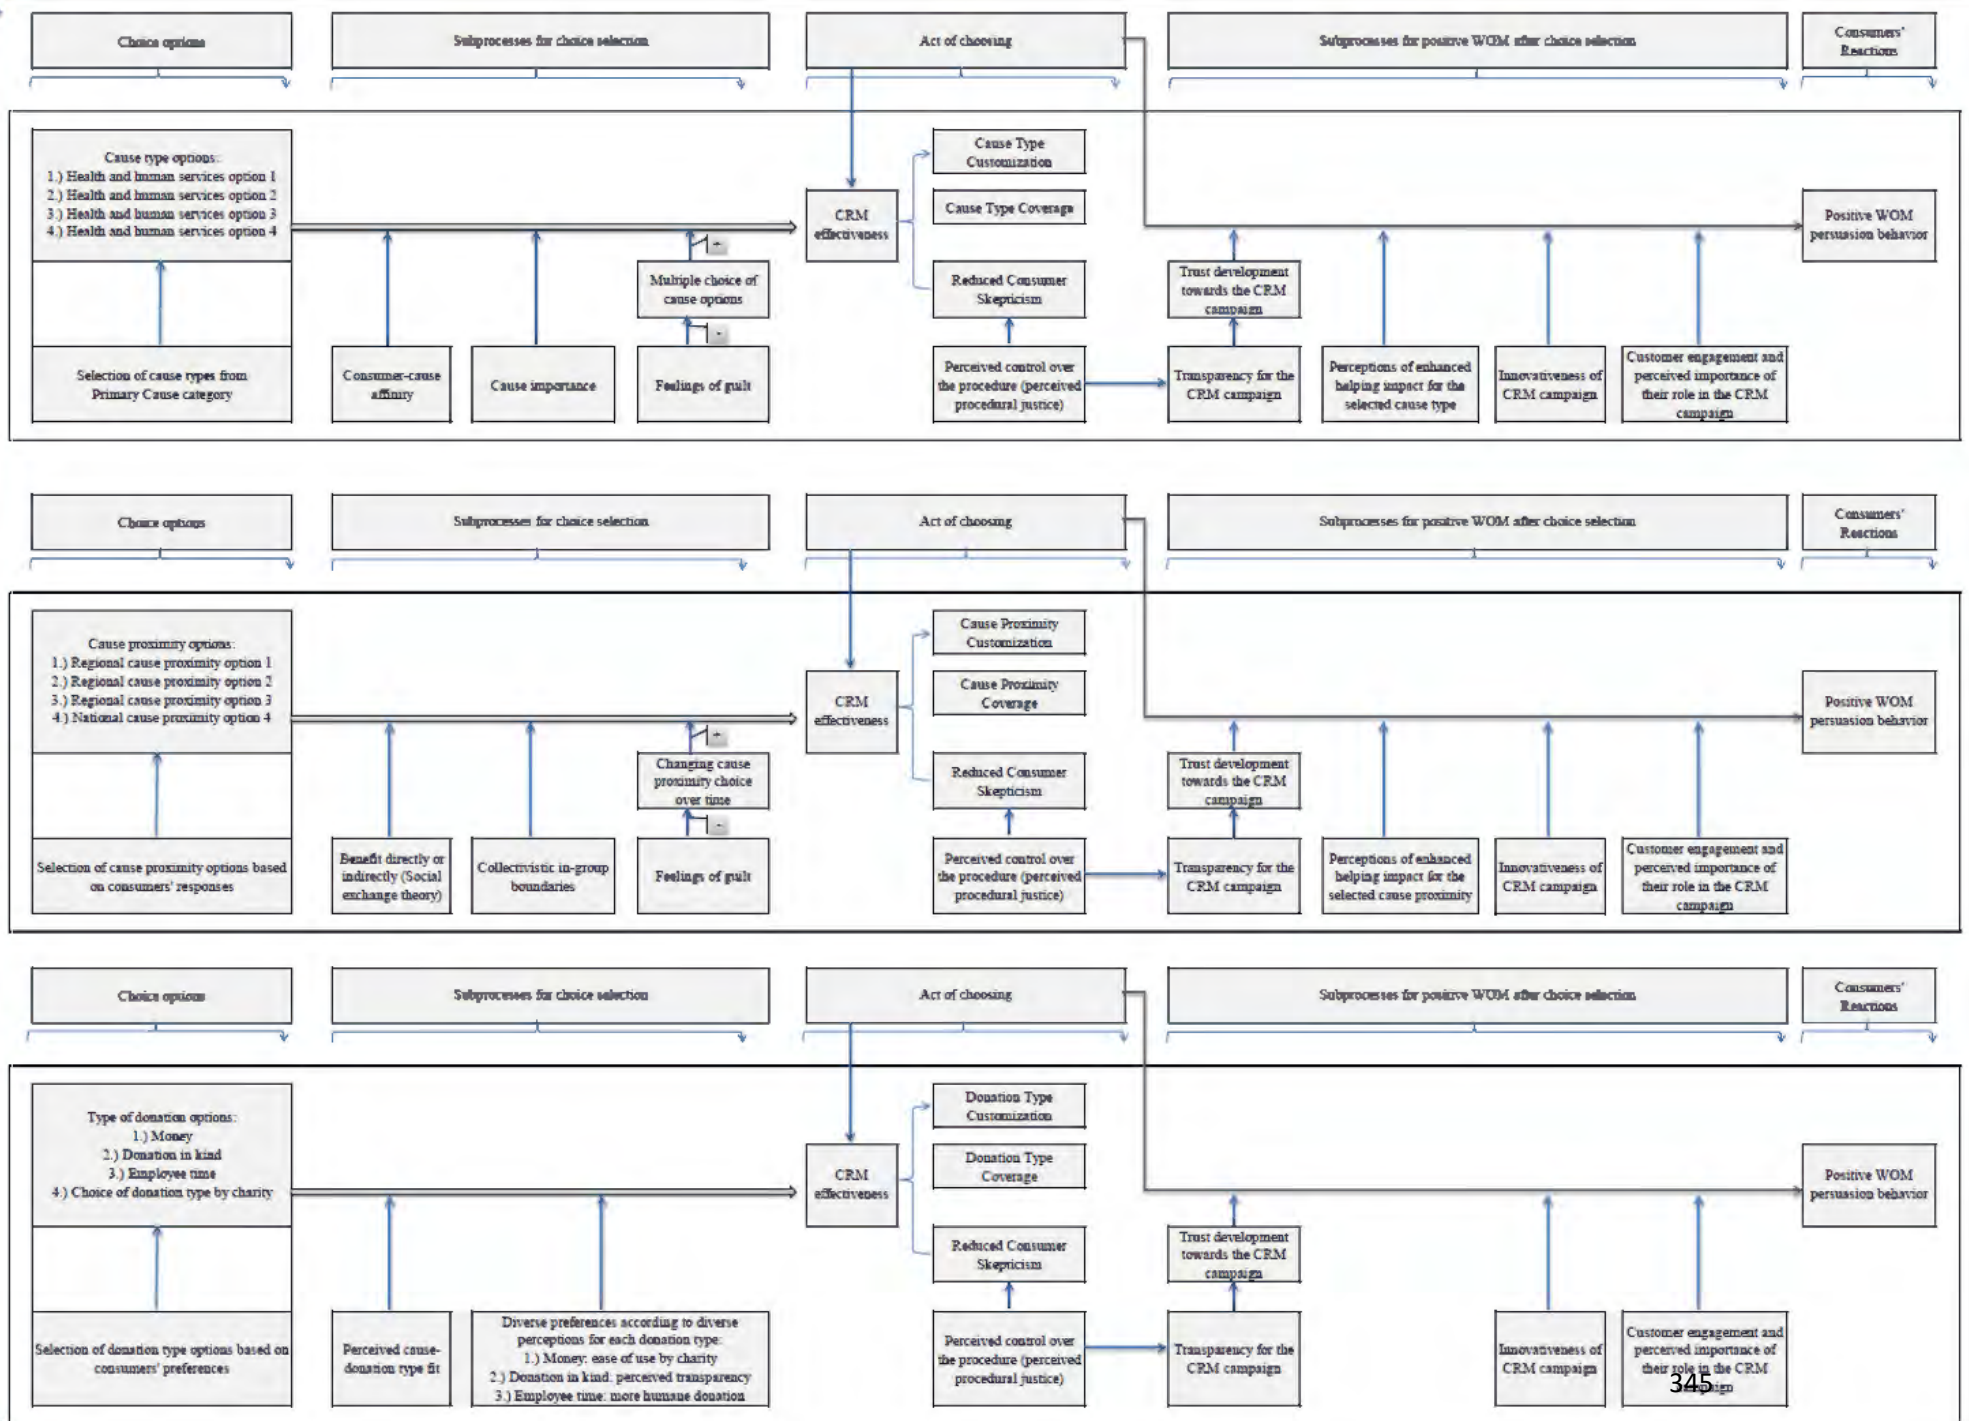 Choice options
Subprocesses for choice selection
Act of choosing
Subprocesses for positive WOM after choice selection
Consumers'
Reactions
Cause type options:
1.) Health and human services option 1
2.) Health and human services option 2
3.) Health and human services option 3
4.) Health and human services option 4
Selection of cause types from
Primary Cause category
Consumer-cause
affinity
Cause importance
+
Multiple choice of
cause options
-
Feelings of guilt
CRM
effectiveness
Cause Type
Customization
Cause Type Coverage
Reduced Consumer
Skepticism
Perceived control over
the procedure (perceived
procedural justice)
Trust development
towards the CRM
campaign
Transparency for the
CRM campaign
Perceptions of enhanced
helping impact for the
selected cause type
Innovativeness of
CRM campaign
Customer engagement and
perceived importance of
their role in the CRM
campaign
Positive WOM
persuasion behavior
Choice options
Subprocesses for choice selection
Act of choosing
Subprocesses for positive WOM after choice selection
Consumers'
Reactions
Cause proximity options:
1.) Regional cause proximity option 1
2.) Regional cause proximity option 2
3.) Regional cause proximity option 3
4.) National cause proximity option 4
Selection of cause proximity options based
on consumers' responses
Benefit directly or
indirectly (Social
exchange theory)
Collectivistic in-group
boundaries
+
Changing cause
proximity choice
over time
-
Feelings of guilt
CRM
effectiveness
Cause Proximity
Customization
Cause Proximity
Coverage
Reduced Consumer
Skepticism
Perceived control over
the procedure (perceived
procedural justice)
Trust development
towards the CRM
campaign
Transparency for the
CRM campaign
Perceptions of enhanced
helping impact for the
selected cause proximity
Innovativeness of
CRM campaign
Customer engagement and
perceived importance of
their role in the CRM
campaign
Positive WOM
persuasion behavior
Choice options
Subprocesses for choice selection
Act of choosing
Subprocesses for positive WOM after choice selection
Consumers'
Reactions
Type of donation options:
1.) Money
2.) Donation in kind
3.) Employee time
4.) Choice of donation type by charity
Selection of donation type options based on
consumers' preferences
Perceived cause-
donation type fit
Diverse preferences according to diverse
perceptions for each donation type:
1.) Money: ease of use by charity
2.) Donation in kind: perceived transparency
3.) Employee time: more humane donation
CRM
effectiveness
Donation Type
Customization
Donation Type
Coverage
Reduced Consumer
Skepticism
Perceived control over
the procedure (perceived
procedural justice)
Trust development
towards the CRM
campaign
Transparency for the
CRM campaign
Innovativeness of
CRM campaign
Customer engagement and
perceived importance of
their role in the CRM
campaign
Positive WOM
persuasion behavior
345